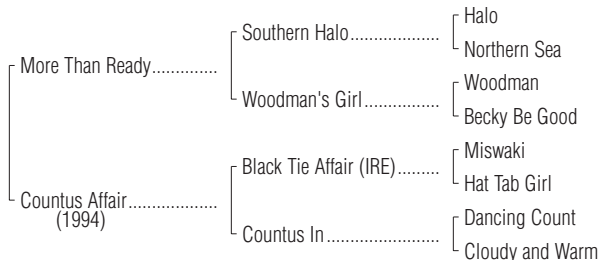 Halo
Southern Halo...................
Northern Sea
More Than Ready..............
Woodman
Woodman's Girl................
Becky Be Good
Miswaki
Black Tie Affair (IRE).........
Hat Tab Girl
Countus Affair...................
(1994)
Dancing Count
Countus In........................
Cloudy and Warm